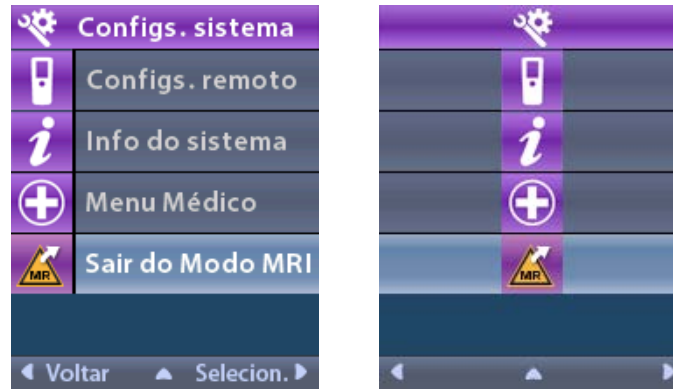 Configs. sistema
Configs. remoto
i Info do sistema
Menu Médico
MR Sair do Modo MRI
Voltar Selecion.
i
MR